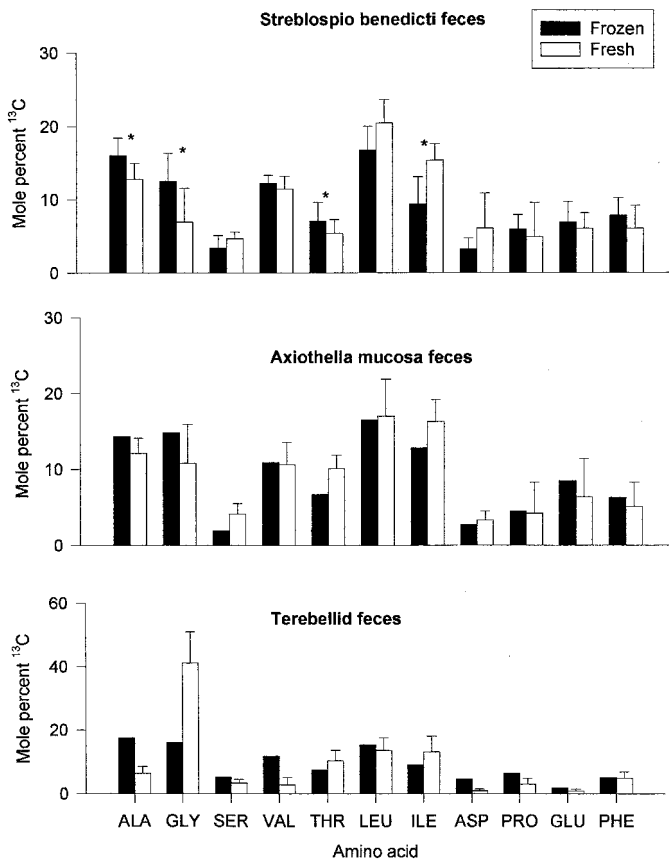 Streblospio benedicti feces
Frozen
Fresh
30
20
10
0
Mole percent ¹³C
* * * *
Axiothella mucosa feces
30
20
10
0
Mole percent ¹³C
Terebellid feces
60
40
20
0
Mole percent ¹³C
ALA GLY SER VAL THR LEU ILE ASP PRO GLU PHE
Amino acid